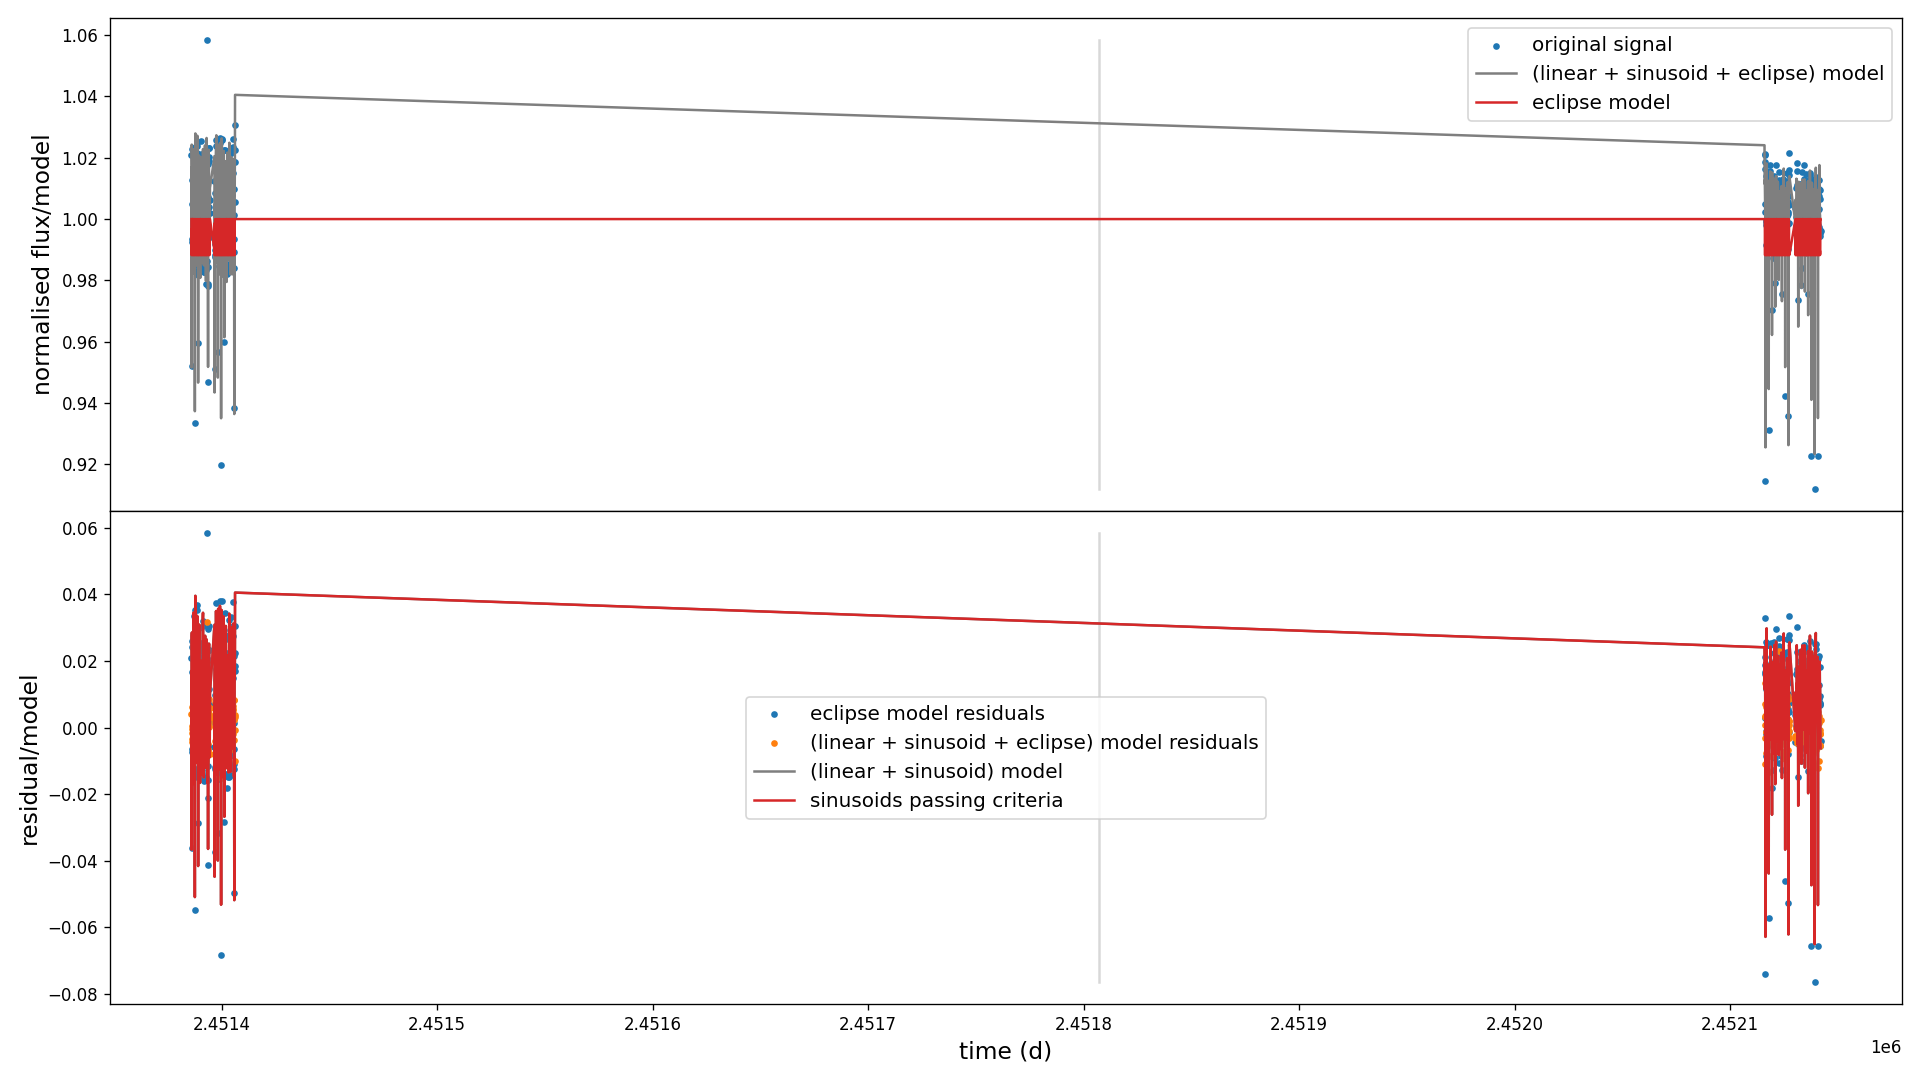 1.06
1.04
1.02
1.00
0.98
0.96
0.94
0.92
normalised flux/model
original signal
(linear + sinusoid + eclipse) model
eclipse model
0.06
0.04
0.02
0.00
−0.02
−0.04
−0.06
−0.08
residual/model
eclipse model residuals
(linear + sinusoid + eclipse) model residuals
(linear + sinusoid) model
sinusoids passing criteria
2.4514 2.4515 2.4516 2.4517 2.4518 2.4519 2.4520 2.4521
1e6
time (d)